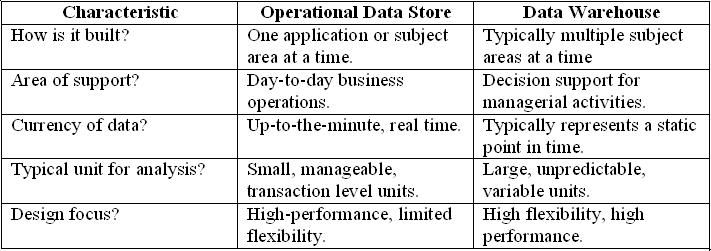 Characteristic Operational Data Store Data Warehouse
How is it built? One application or subject Typically multiple subject
area at a time. areas at a time
Area of support? Day-to-day business Decision support for
operations. managerial activities.
Currency of data? Up-to-the-minute, real time. Typically represents a static
point in time.
Typical unit for analysis? Small, manageable, Large, unpredictable,
transaction level units. variable units.
Design focus? High-performance, limited High flexibility, high
flexibility. performance.